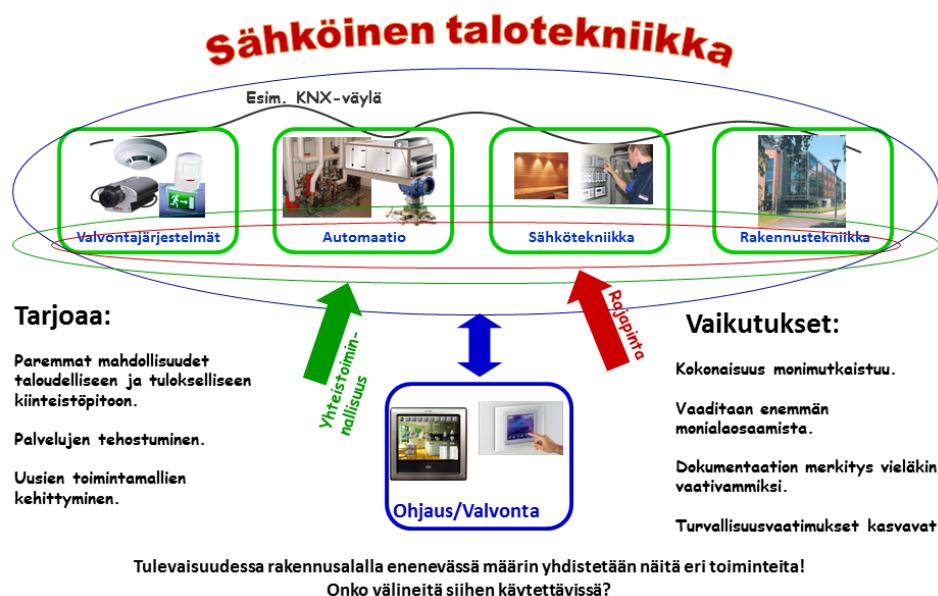 Sähköinen talotekniikka
Esim. KNX-väylä
Valvontajärjestelmät
Automaatio
Sähkötekniikka
Rakennustekniikka
Tarjoaa:
Paremmat mahdollisuudet
taloudelliseen ja tulokselliseen
kiinteistöpitoon.
Palvelujen tehostuminen.
Uusien toimintamallien
kehittyminen.
Yhteistoimin-
nallisuus
Rajapinta
Ohjaus/Valvonta
Vaikutukset:
Kokonaisuus monimutkaistuu.
Vaaditaan enemmän
monialaosaamista.
Dokumentaation merkitys vieläkin
vaativammiksi.
Turvallisuusvaatimukset kasvavat
Tulevaisuudessa rakennusalalla enenevässä määrin yhdistetään näitä eri toiminteita!
Onko välineitä siihen käytettävissä?